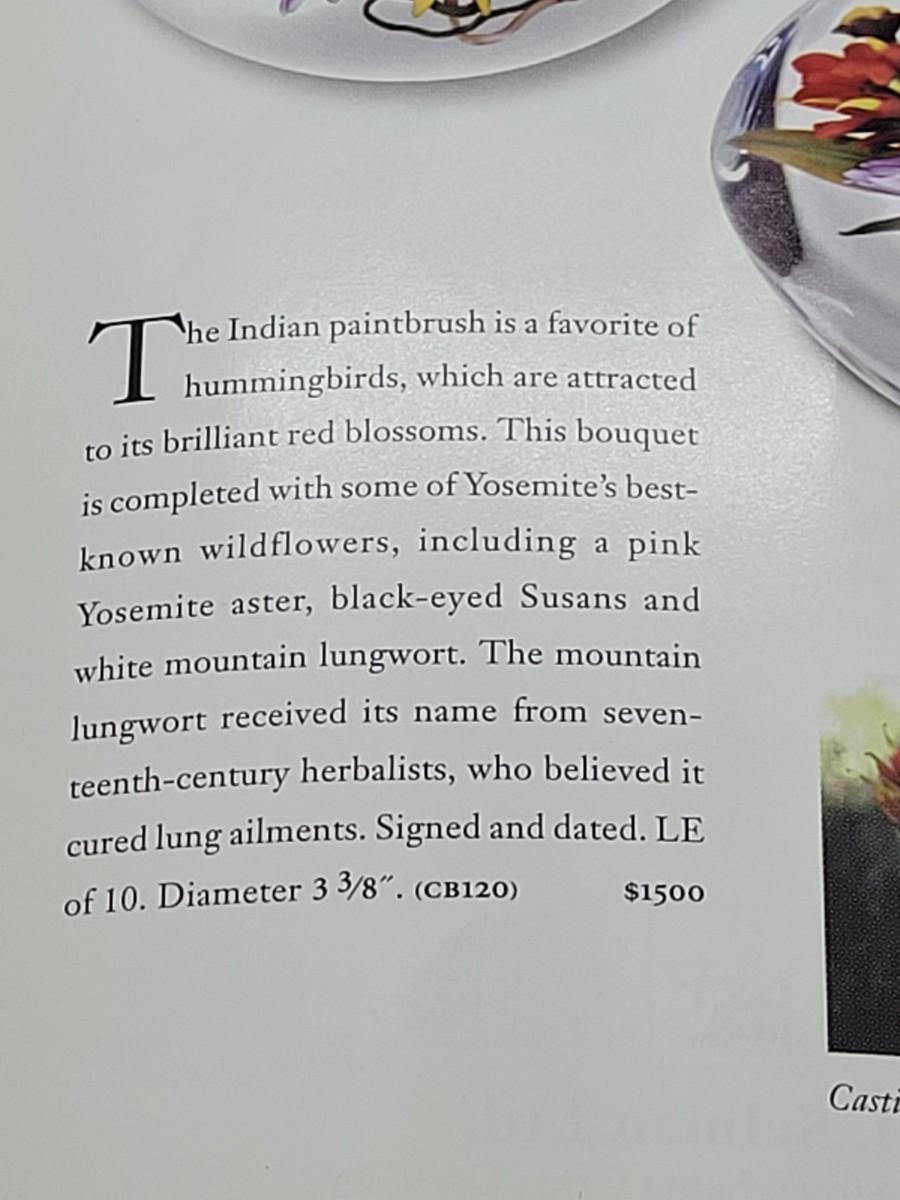 The Indian paintbrush is a favorite of
hummingbirds, which are attracted
to its brilliant red blossoms. This bouquet
is completed with some of Yosemite's best-
known wildflowers, including a pink
Yosemite aster, black-eyed Susans and
white mountain lungwort. The mountain
lungwort received its name from seven-
teenth-century herbalists, who believed it
cured lung ailments. Signed and dated. LE
of 10. Diameter 3 3/8″. (CB120) $1500
Casti